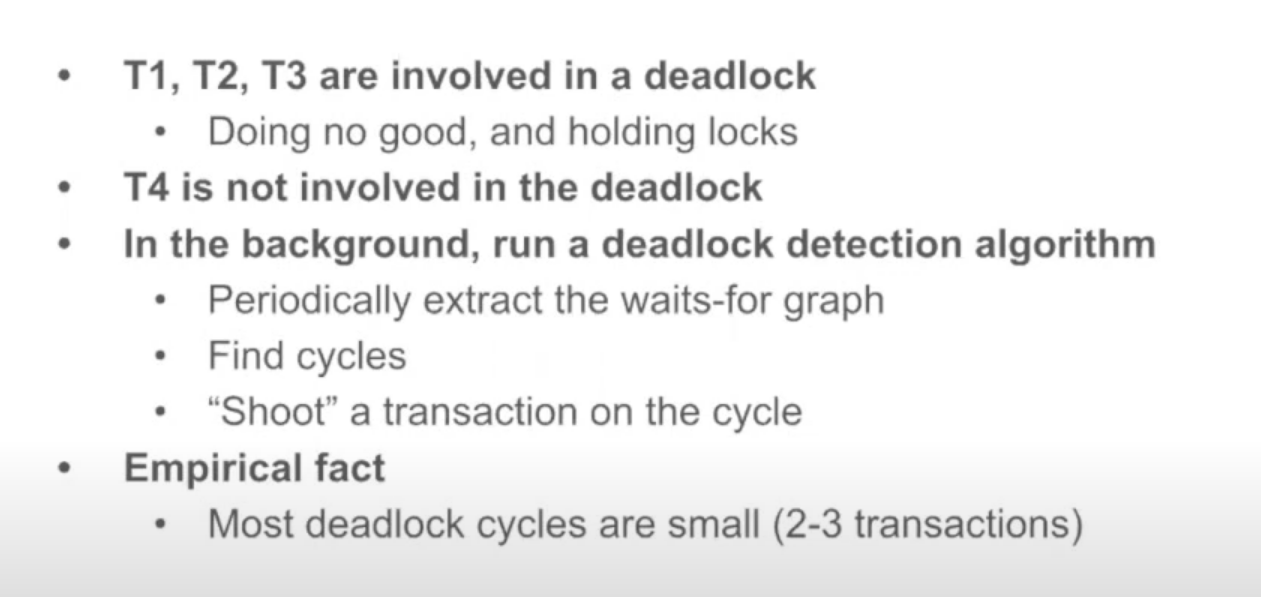 • T1, T2, T3 are involved in a deadlock
• Doing no good, and holding locks
• T4 is not involved in the deadlock
• In the background, run a deadlock detection algorithm
• Periodically extract the waits-for graph
• Find cycles
• “Shoot” a transaction on the cycle
• Empirical fact
• Most deadlock cycles are small (2-3 transactions)